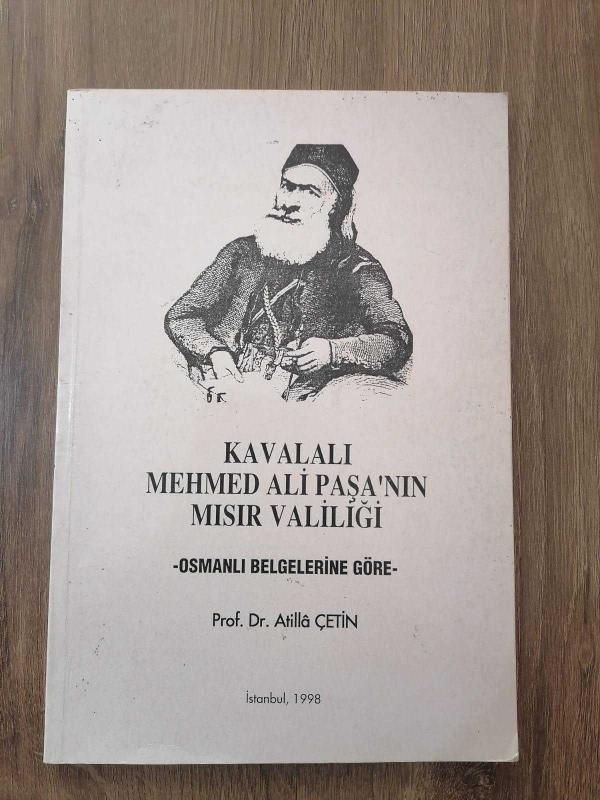 KAVALALI
MEHMED ALİ PAŞA'NIN
MISIR VALİLİĞİ
-OSMANLI BELGELERİNE GÖRE-
Prof. Dr. Atillâ ÇETİN
İstanbul, 1998